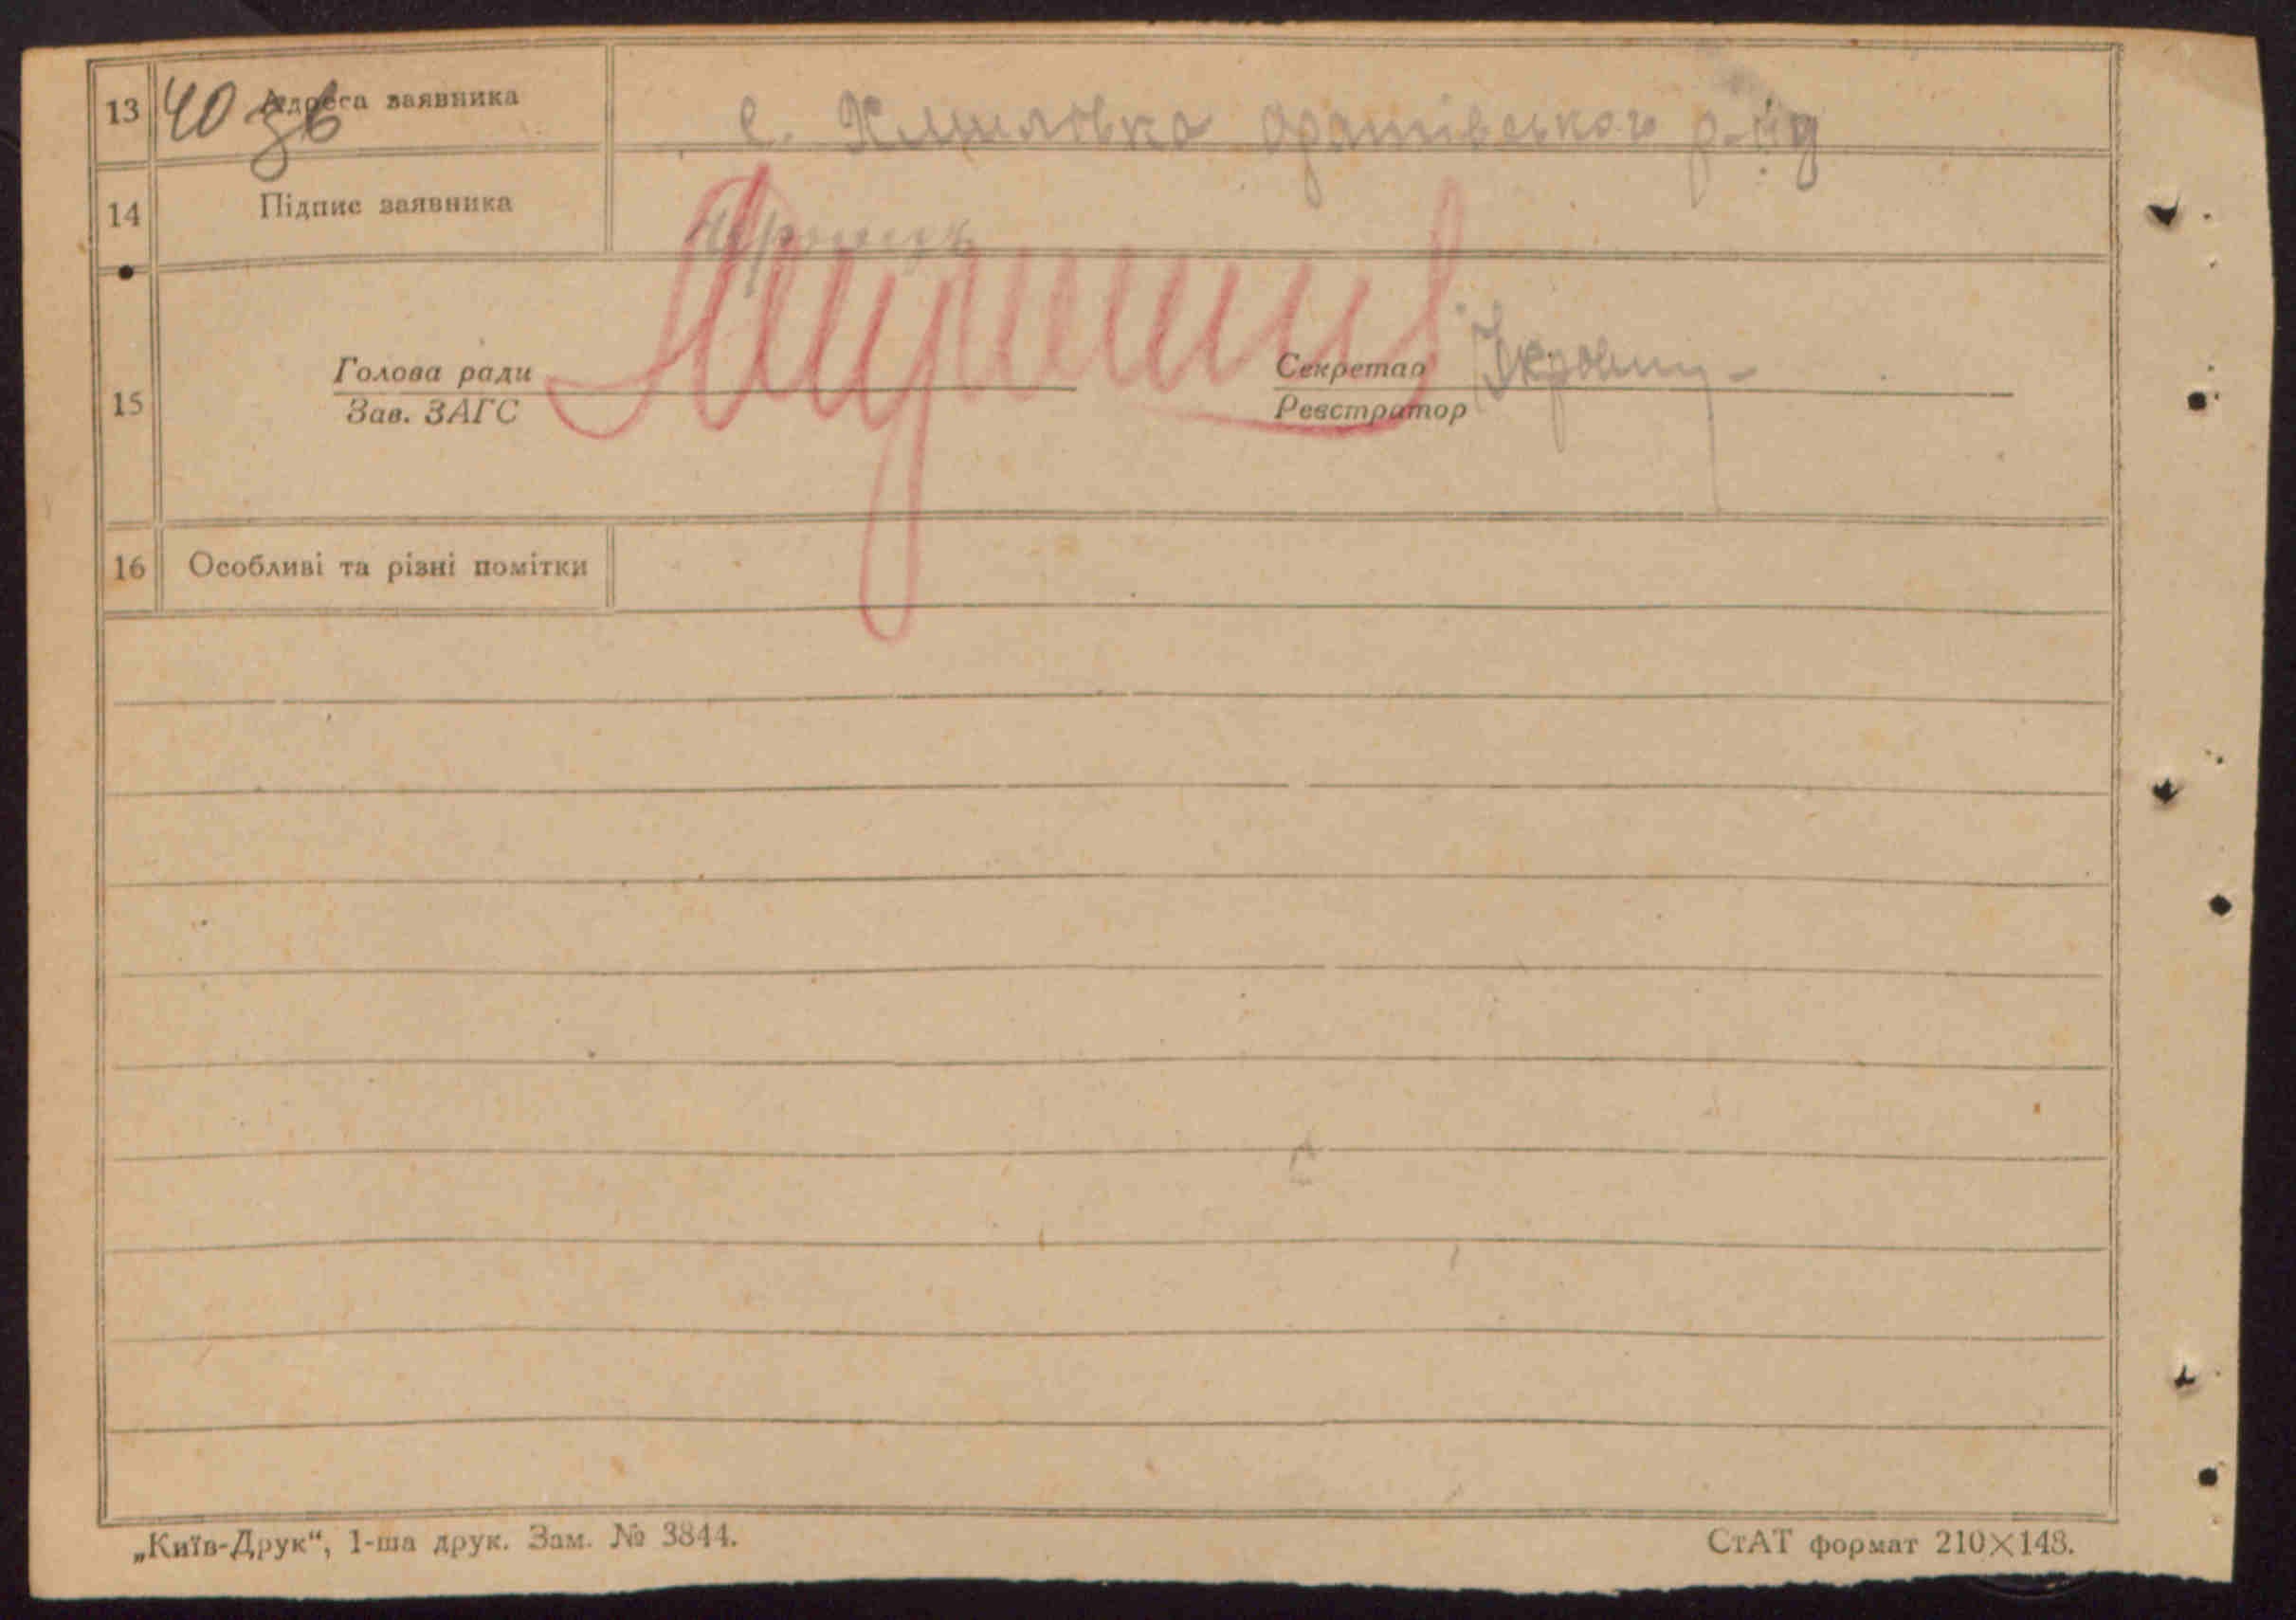 13 40 зв Адреса заявника с. оратівського р-ну
14 Підпис заявника
15 Голова ради Секретар
Зав. ЗАГС Реєстратор
16 Особливі та різні помітки
„Київ-Друк“, 1-ша друк. Зам. № 3844. СтАТ формат 210×148.